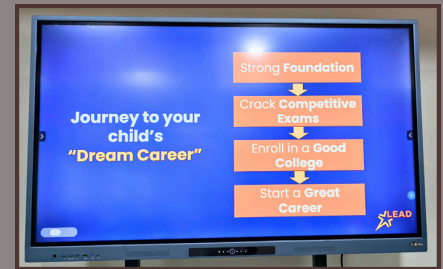 Journey to your
child's
“Dream Career”
Strong Foundation
Crack Competitive
Exams
Enroll in a Good
College
Start a Great
Career
LEAD